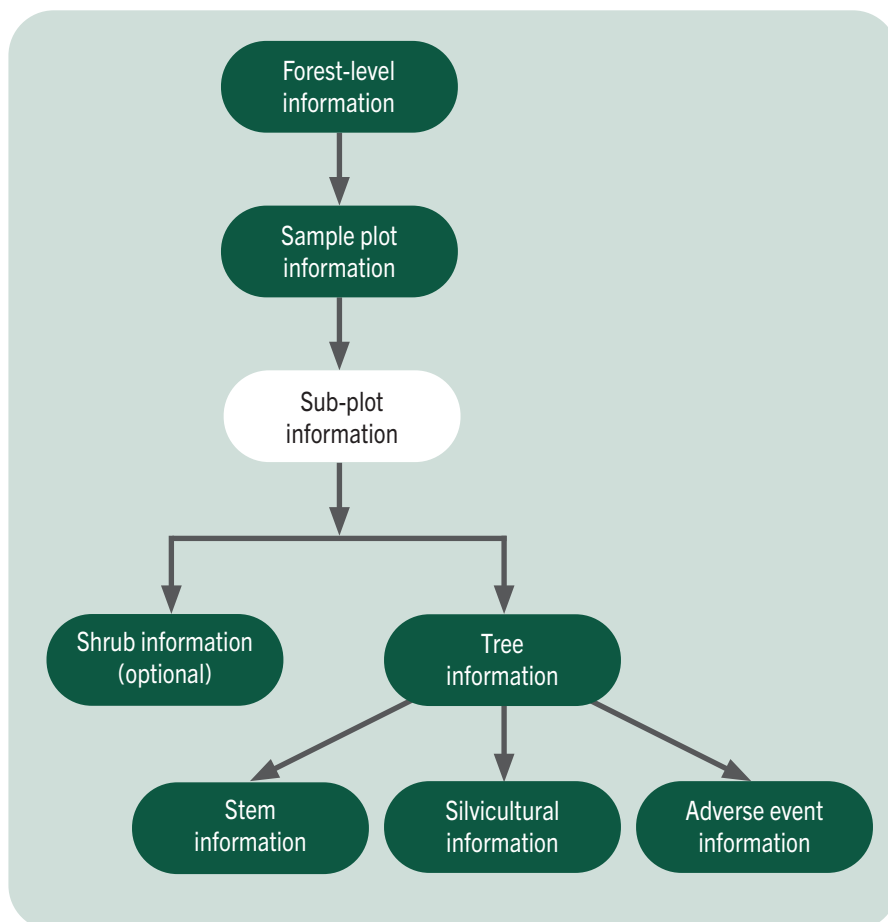 Forest-level
information
Sample plot
information
Sub-plot
information
Shrub information
(optional)
Tree
information
Stem
information
Silvicultural
information
Adverse event
information